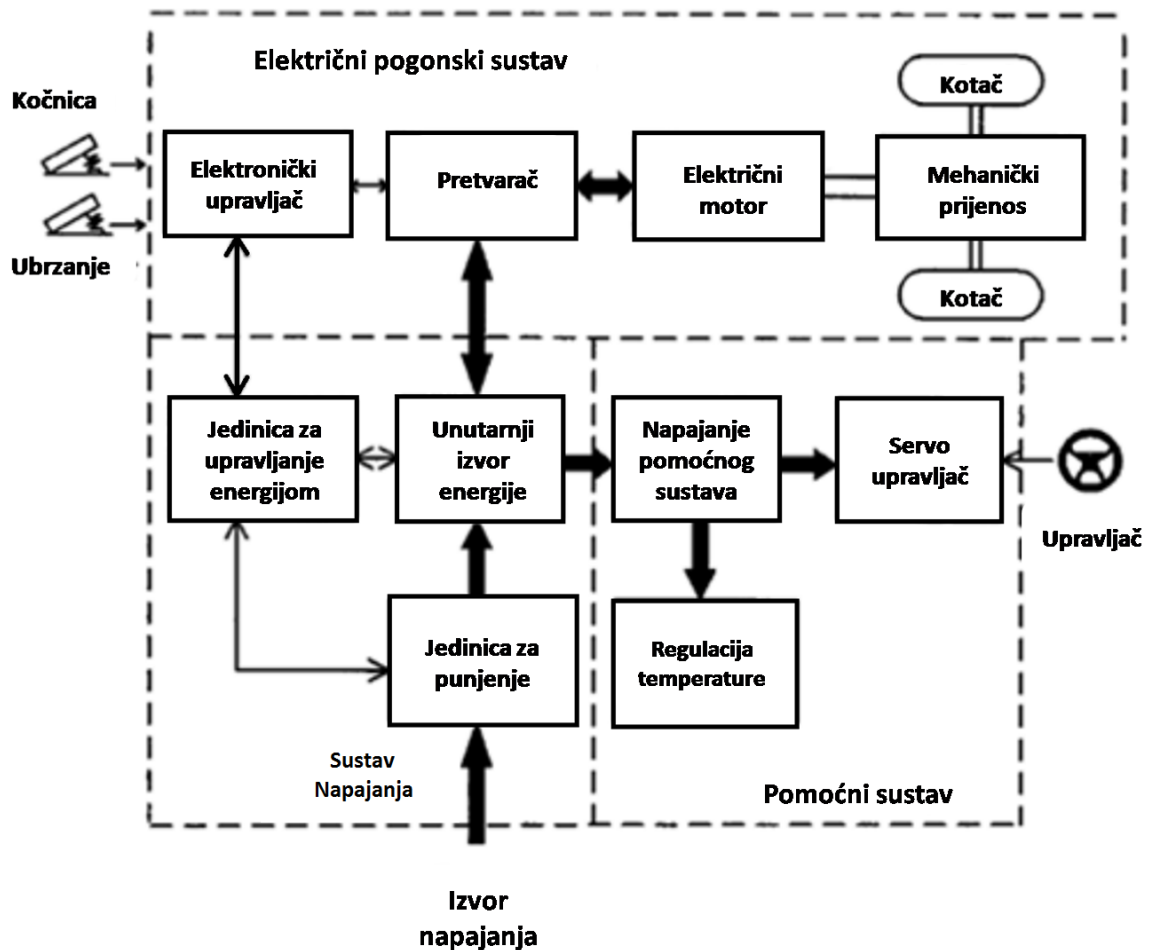 Električni pogonski sustav
Kočnica
Ubrzanje
Elektronički
upravljač
Pretvarač
Električni
motor
Mehanički
prijenos
Kotač
Kotač
Jedinica za
upravljanje
energijom
Unutarnji
izvor
energije
Napajanje
pomoćnog
sustava
Servo
upravljač
Upravljač
Jedinica za
punjenje
Regulacija
temperature
Sustav
Napajanja
Pomoćni sustav
Izvor
napajanja